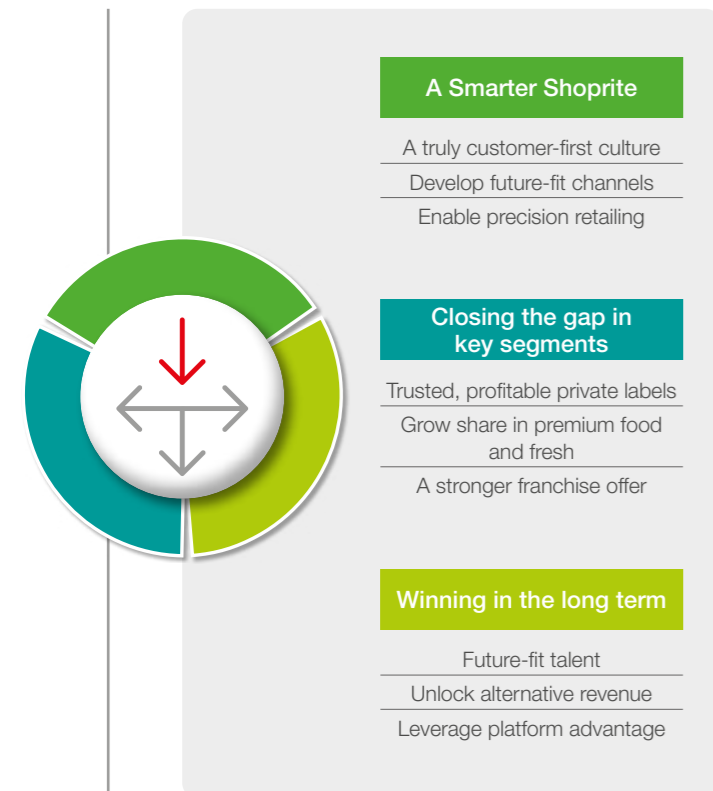 A Smarter Shoprite
A truly customer-first culture
Develop future-fit channels
Enable precision retailing
Closing the gap in
key segments
Trusted, profitable private labels
Grow share in premium food
and fresh
A stronger franchise offer
Winning in the long term
Future-fit talent
Unlock alternative revenue
Leverage platform advantage